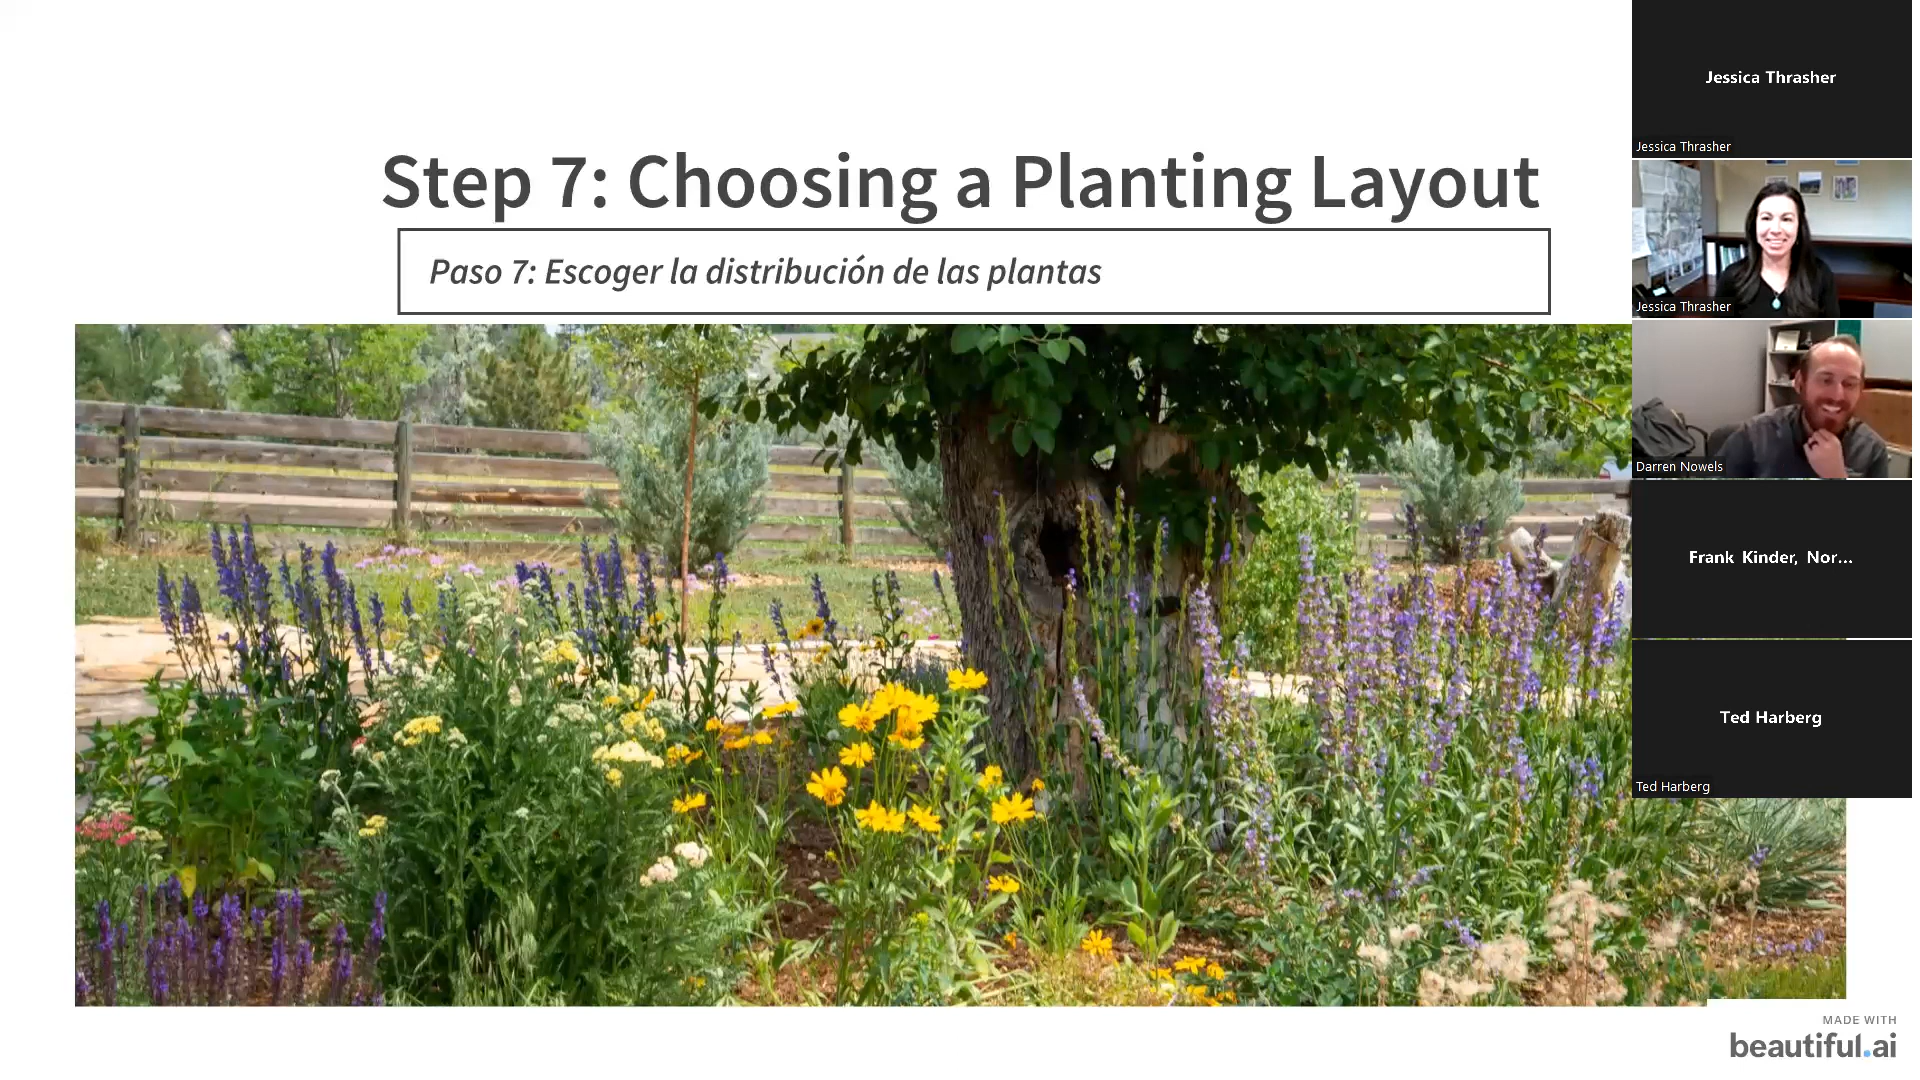 Step 7: Choosing a Planting Layout
Paso 7: Escoger la distribución de las plantas
Jessica Thrasher
Jessica Thrasher
Jessica Thrasher
Darren Nowels
Frank Kinder, Nor...
Ted Harberg
Ted Harberg
MADE WITH
beautiful.ai